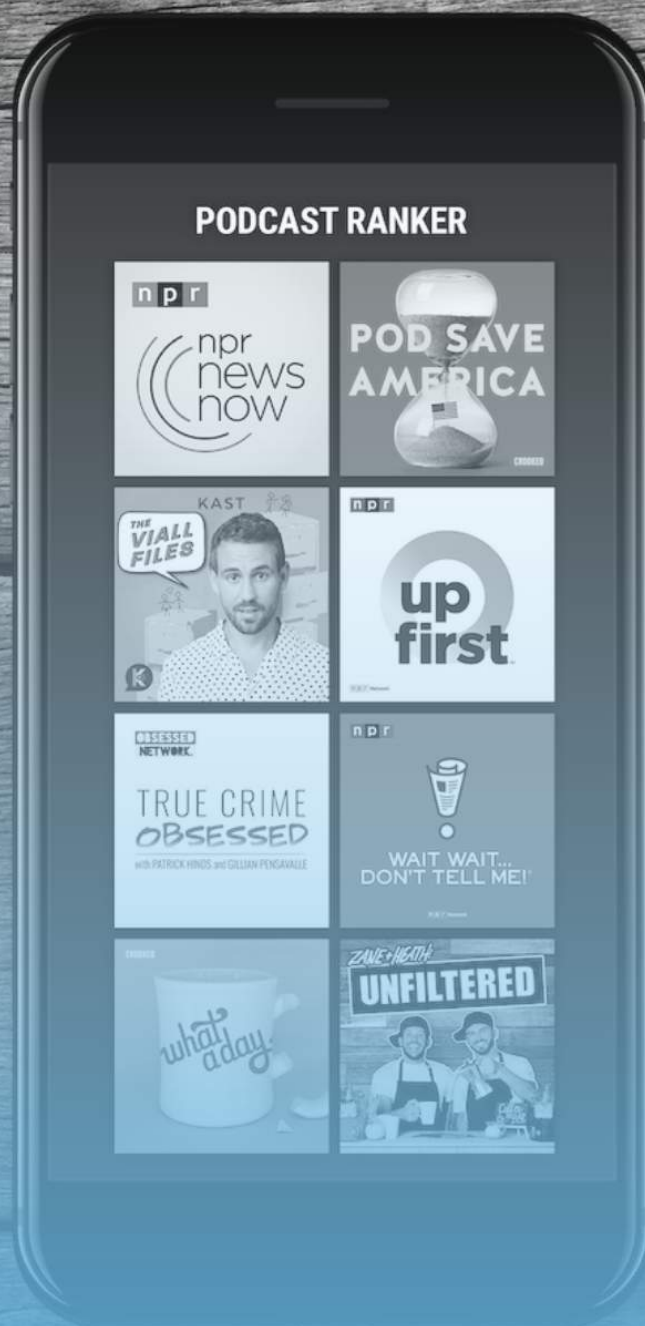 PODCAST RANKER
npr
npr
news
now
POD SAVE
AMERICA
CROOKED
KAST
THE
VIALL
FILES
K
npr
up
first
OBSESSED
NETWORK.
TRUE CRIME
OBSESSED
with PATRICK HINDS and GILLIAN PENSAVALLE
npr
WAIT WAIT...
DON'T TELL ME!
CROOKED
what
a day
ZANE + HEATH:
UNFILTERED